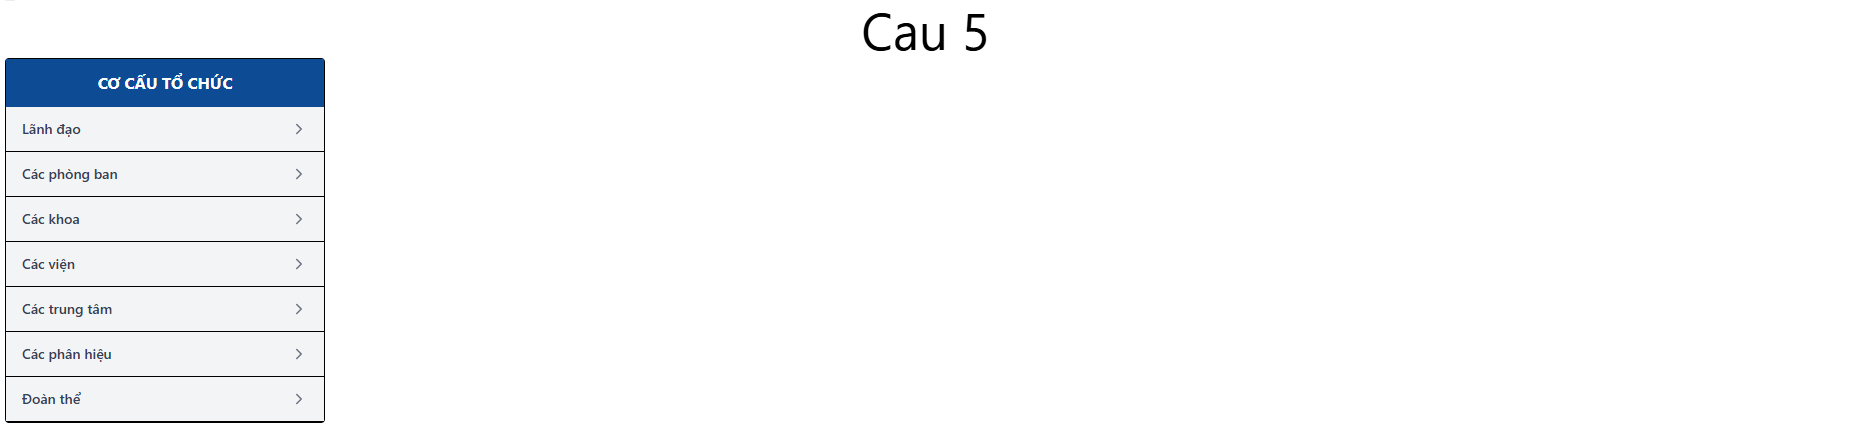 Cau 5
CƠ CẤU TỔ CHỨC
Lãnh đạo
Các phòng ban
Các khoa
Các viện
Các trung tâm
Các phân hiệu
Đoàn thể